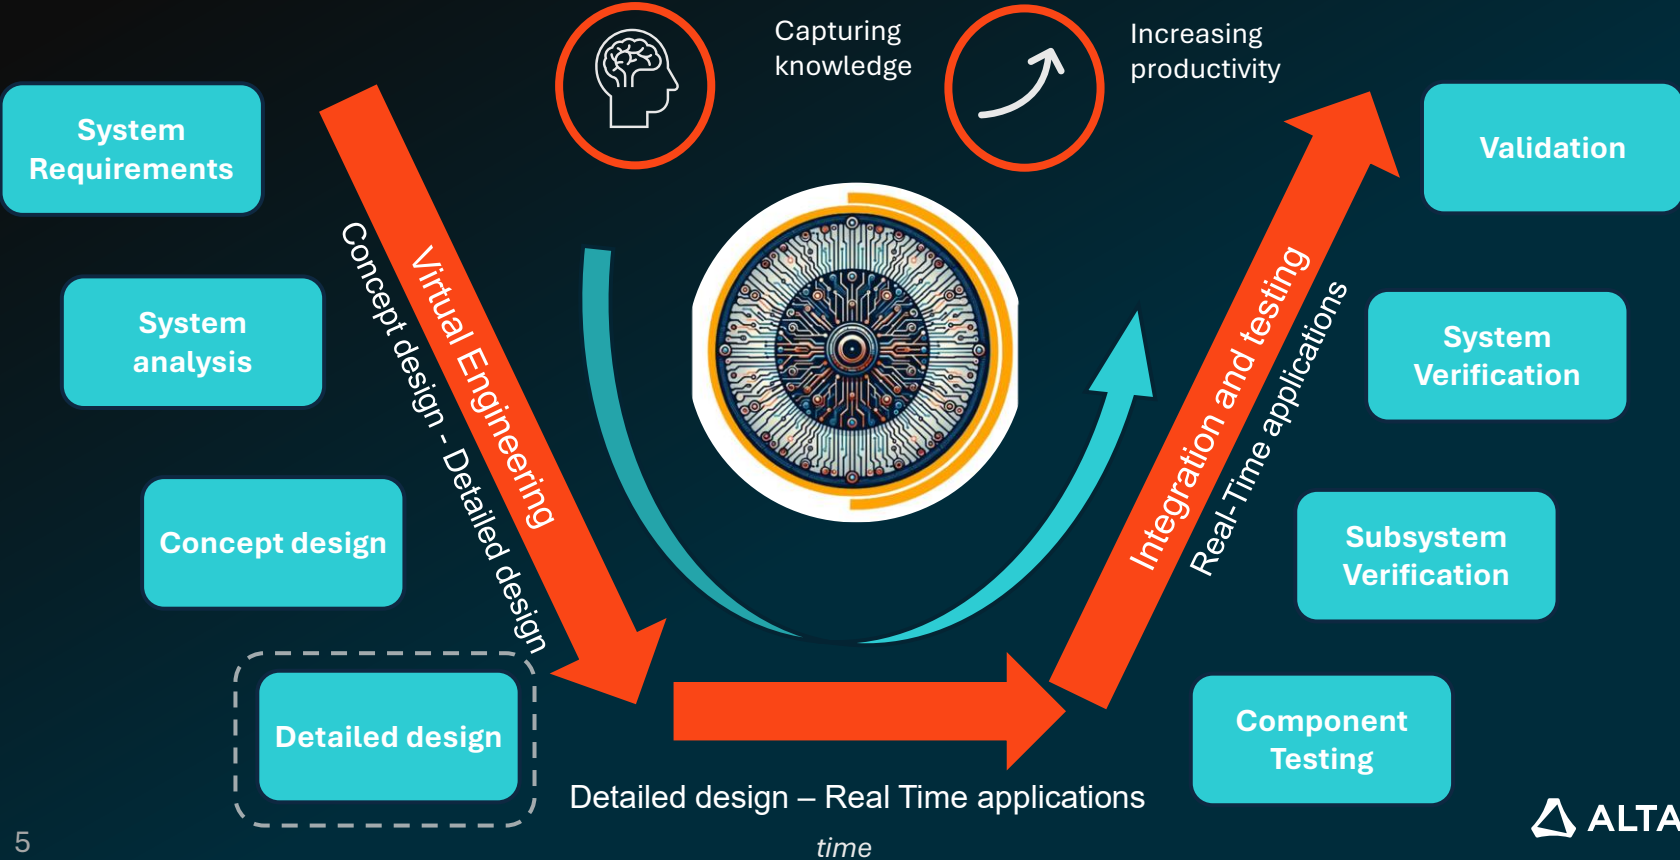 Capturing
knowledge
Increasing
productivity
System
Requirements
System
analysis
Concept design
Detailed design
Virtual Engineering
Concept design - Detailed design
Detailed design – Real Time applications
time
Integration and testing
Real-Time applications
Validation
System
Verification
Subsystem
Verification
Component
Testing
5
ALTA